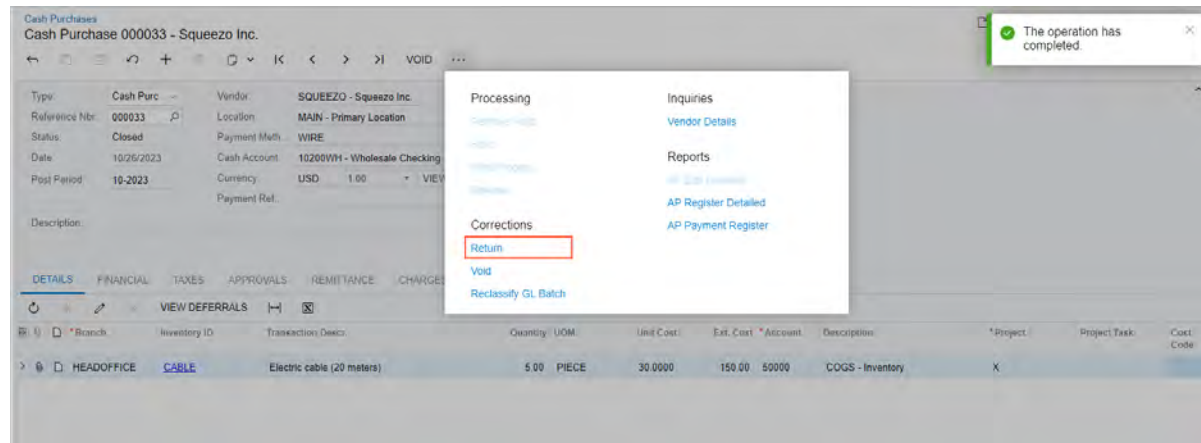 Cash Purchases
Cash Purchase 000033 - Squeezo Inc.
The operation has
completed.
VOID
Type: Cash Purc Vendor: SQUEEZO - Squeezo Inc.
Reference Nbr. 000033 Location: MAIN - Primary Location
Status: Closed Payment Meth... WIRE
Date: 10/26/2023 Cash Account: 10200WH - Wholesale Checking
Post Period: 10-2023 Currency: USD 1.00 VIEW
Payment Ref.:
Description:
Processing
Inquiries
Vendor Details
Reports
AP Register Detailed
AP Payment Register
Corrections
Return
Void
Reclassify GL Batch
DETAILS FINANCIAL TAXES APPROVALS REMITTANCE CHARGES
VIEW DEFERRALS
*Branch Inventory ID Transaction Descr. Quantity UOM Unit Cost Ext. Cost *Account Description *Project Project Task Cost Code
HEADOFFICE CABLE Electric cable (20 meters) 5.00 PIECE 30.0000 150.00 50000 COGS - Inventory X